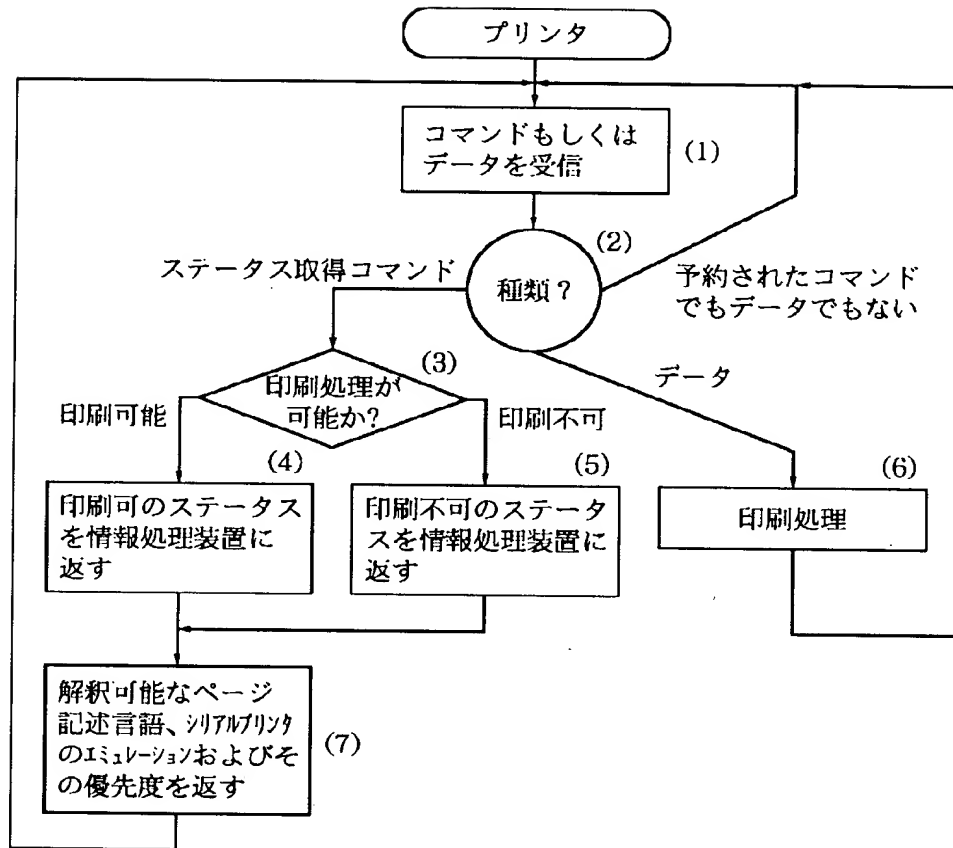 プリンタ
コマンドもしくは
データを受信
(1)
(2)
ステータス取得コマンド
種類?
予約されたコマンド
でもデータでもない
(3)
印刷処理が
可能か?
データ
印刷可能
印刷不可
(4)
(5)
(6)
印刷可のステータス
を情報処理装置に
返す
印刷不可のステータ
スを情報処理装置に
返す
印刷処理
解釈可能なページ
記述言語、シリアルプリンタ
のエミュレーションおよびそ
の優先度を返す
(7)